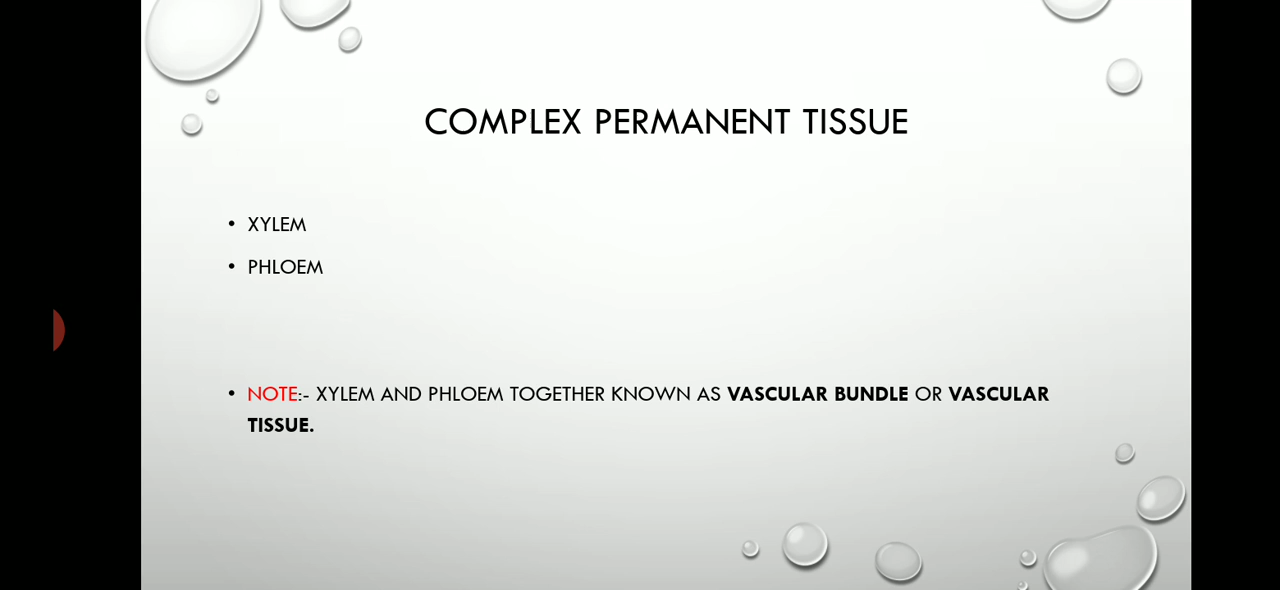 COMPLEX PERMANENT TISSUE
• XYLEM
• PHLOEM
• NOTE:- XYLEM AND PHLOEM TOGETHER KNOWN AS VASCULAR BUNDLE OR VASCULAR
TISSUE.